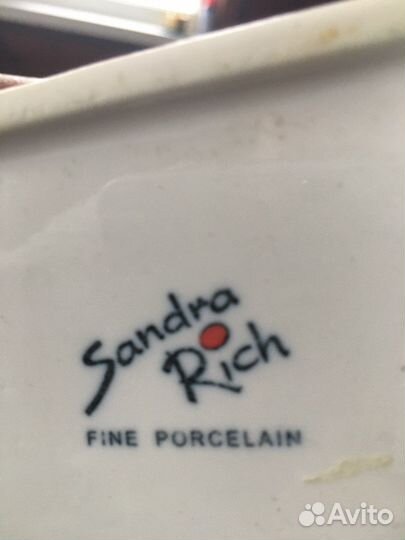 Sandra
Rich
FINE PORCELAIN
Avito